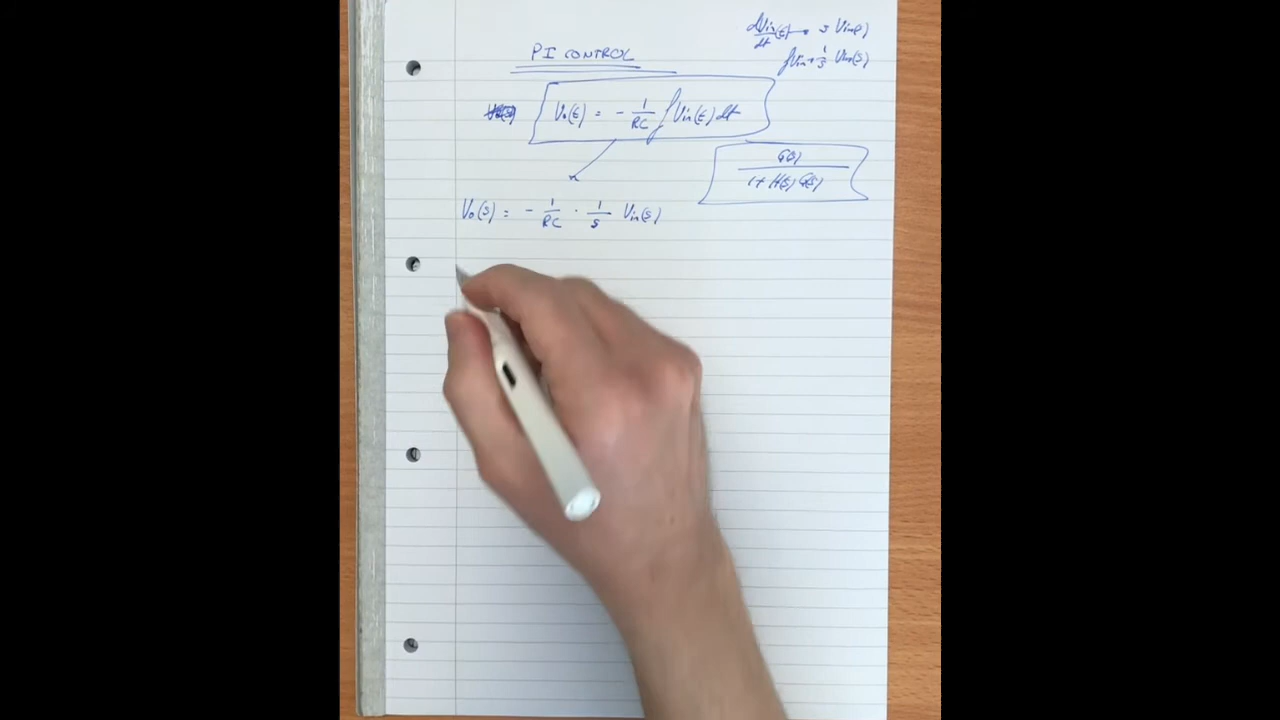 dVin(t)/dt → s Vin(s)
∫Vin → 1/s Vin(s)
PI CONTROL
Vo(t) = - 1/RC ∫Vin(t) dt
G(s) / 1 + H(s) G(s)
Vo(s) = - 1/RC · 1/s Vin(s)